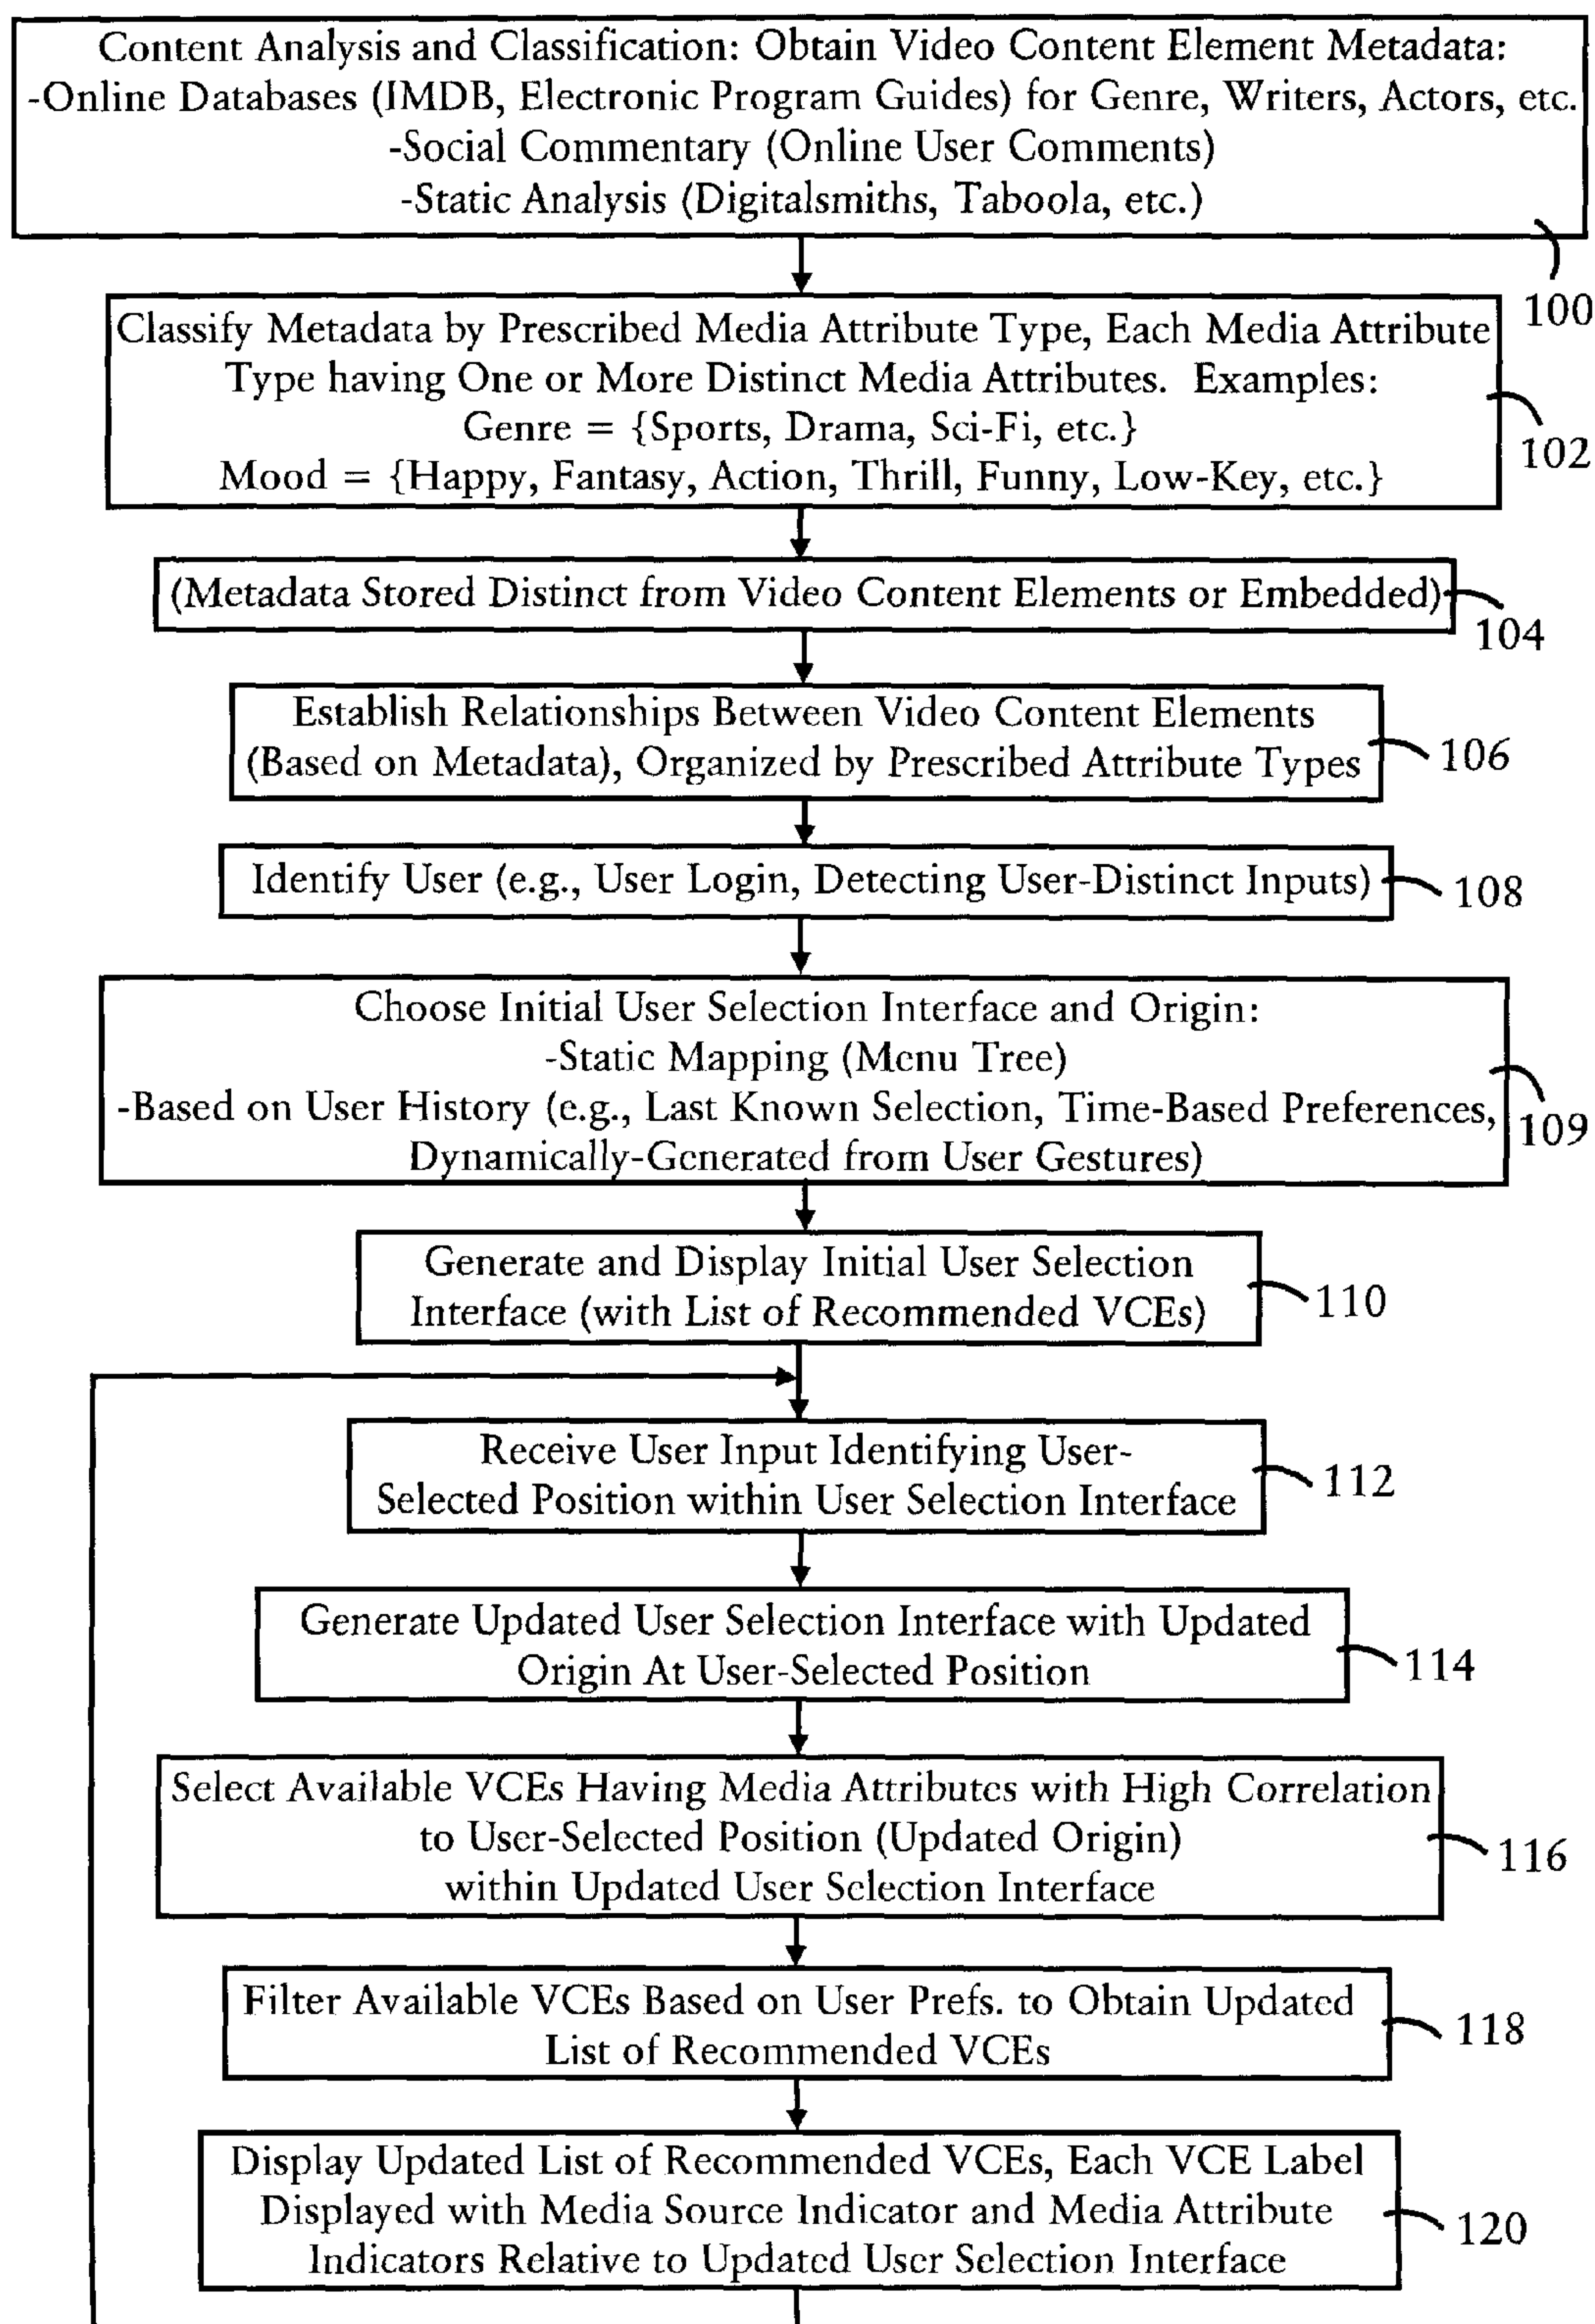 Content Analysis and Classification: Obtain Video Content Element Metadata:
-Online Databases (IMDB, Electronic Program Guides) for Genre, Writers, Actors, etc.
-Social Commentary (Online User Comments)
-Static Analysis (Digitalsmiths, Taboola, etc.)
100
Classify Metadata by Prescribed Media Attribute Type, Each Media Attribute
Type having One or More Distinct Media Attributes. Examples:
Genre = {Sports, Drama, Sci-Fi, etc.}
Mood = {Happy, Fantasy, Action, Thrill, Funny, Low-Key, etc.}
102
(Metadata Stored Distinct from Video Content Elements or Embedded)
104
Establish Relationships Between Video Content Elements
(Based on Metadata), Organized by Prescribed Attribute Types
106
Identify User (e.g., User Login, Detecting User-Distinct Inputs)
108
Choose Initial User Selection Interface and Origin:
-Static Mapping (Menu Tree)
-Based on User History (e.g., Last Known Selection, Time-Based Preferences,
Dynamically-Generated from User Gestures)
109
Generate and Display Initial User Selection
Interface (with List of Recommended VCEs)
110
Receive User Input Identifying User-
Selected Position within User Selection Interface
112
Generate Updated User Selection Interface with Updated
Origin At User-Selected Position
114
Select Available VCEs Having Media Attributes with High Correlation
to User-Selected Position (Updated Origin)
within Updated User Selection Interface
116
Filter Available VCEs Based on User Prefs. to Obtain Updated
List of Recommended VCEs
118
Display Updated List of Recommended VCEs, Each VCE Label
Displayed with Media Source Indicator and Media Attribute
Indicators Relative to Updated User Selection Interface
120